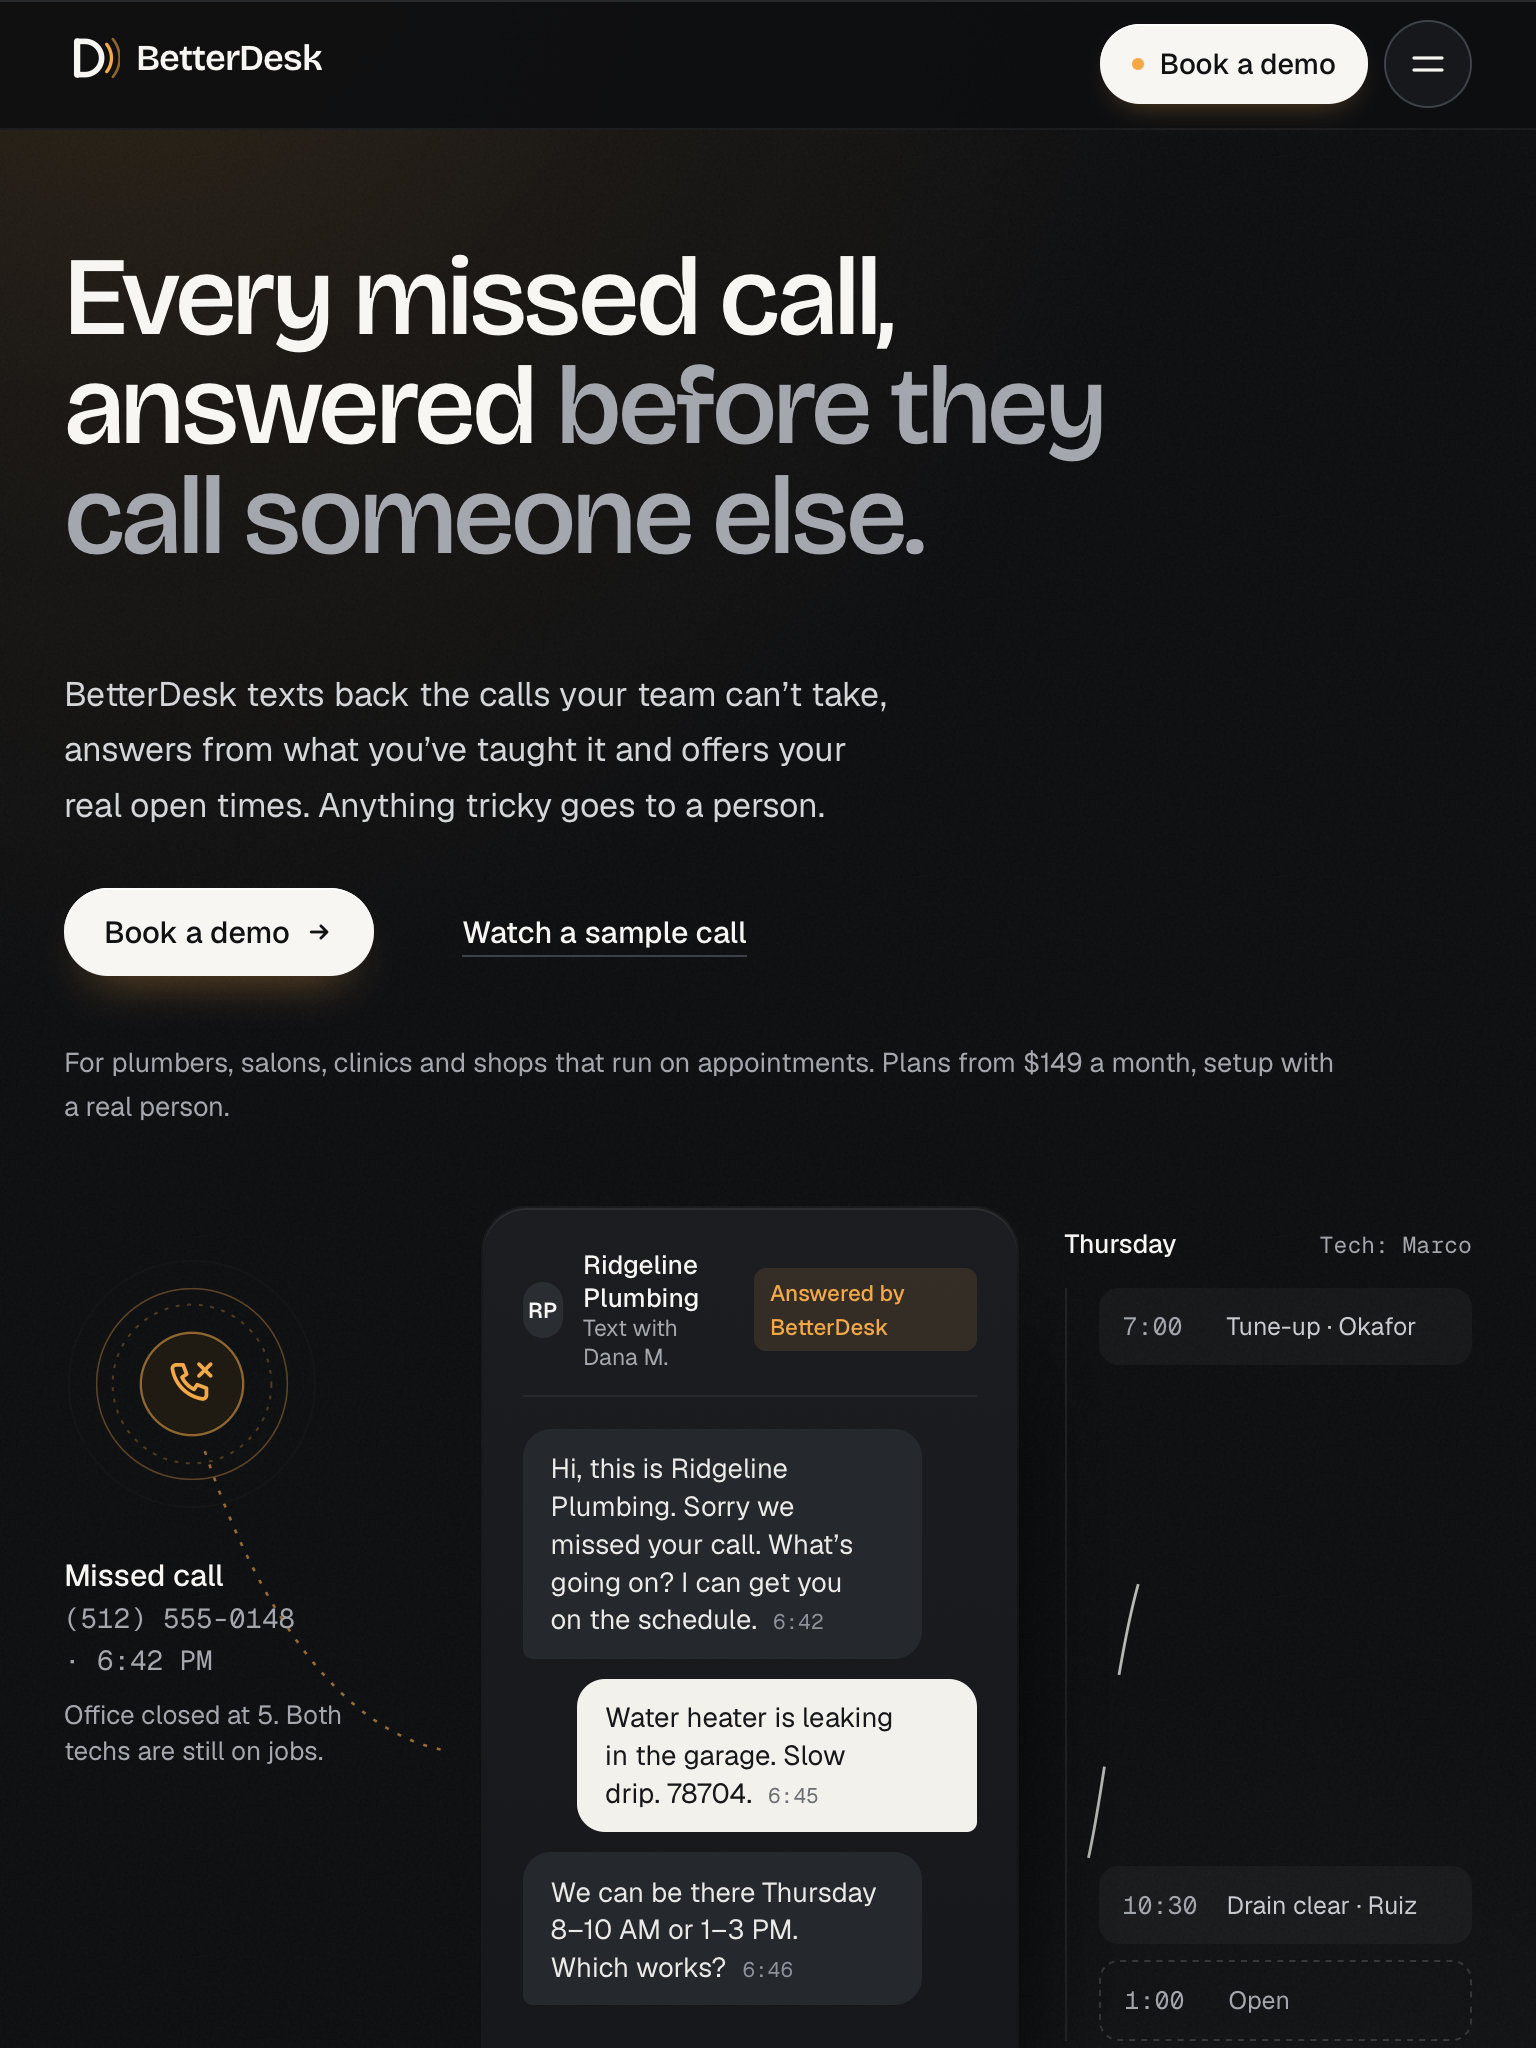 BetterDesk
Book a demo
Every missed call,
answered before they
call someone else.
BetterDesk texts back the calls your team can’t take,
answers from what you’ve taught it and offers your
real open times. Anything tricky goes to a person.
Book a demo →
Watch a sample call
For plumbers, salons, clinics and shops that run on appointments. Plans from $149 a month, setup with
a real person.
Missed call
(512) 555-0148
· 6:42 PM
Office closed at 5. Both
techs are still on jobs.
RP
Ridgeline
Plumbing
Text with
Dana M.
Answered by
BetterDesk
Hi, this is Ridgeline
Plumbing. Sorry we
missed your call. What’s
going on? I can get you
on the schedule. 6:42
Water heater is leaking
in the garage. Slow
drip. 78704. 6:45
We can be there Thursday
8–10 AM or 1–3 PM.
Which works? 6:46
Thursday
Tech: Marco
7:00 Tune-up · Okafor
10:30 Drain clear · Ruiz
1:00 Open